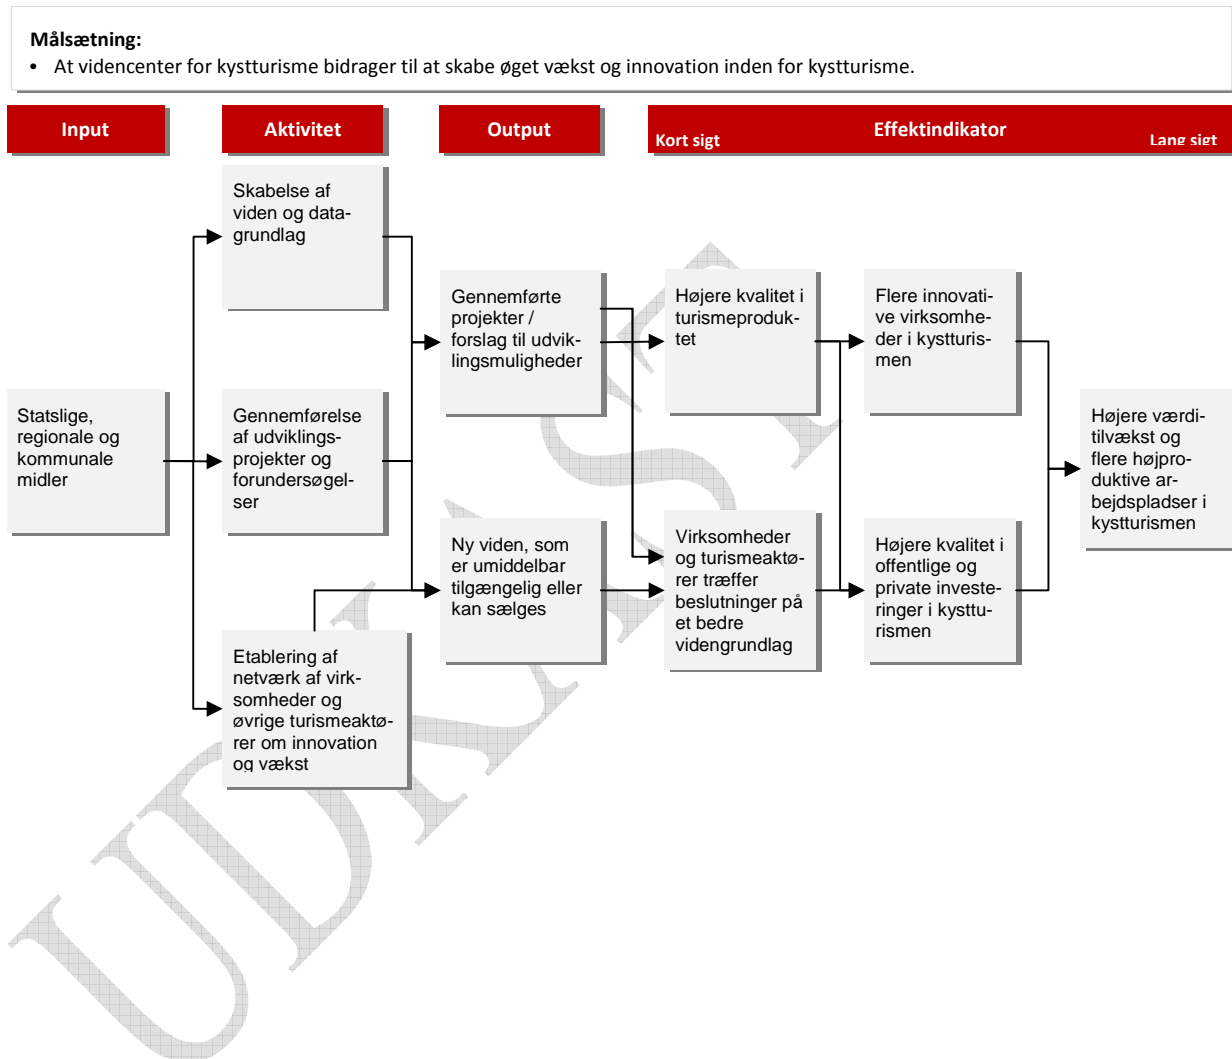 Målsætning:
• At videncenter for kystturisme bidrager til at skabe øget vækst og innovation inden for kystturisme.
Input
Aktivitet
Output
Effektindikator
Kort sigt
Lang sigt
Statslige,
regionale og
kommunale
midler
Skabelse af
viden og data-
grundlag
Gennemførelse
af udviklings-
projekter og
forundersøgel-
ser
Etablering af
netværk af virk-
somheder og
øvrige turismeaktø-
rer om innovation
og vækst
Gennemførte
projekter /
forslag til udvik-
lingsmuligheder
Ny viden, som
er umiddelbar
tilgængelig eller
kan sælges
Højere kvalitet i
turismeproduk-
tet
Virksomheder
og turismeaktø-
rer træffer
beslutninger på
et bedre
videngrundlag
Flere innovati-
ve virksomhe-
der i kystturis-
men
Højere kvalitet i
offentlige og
private investe-
ringer i kysttu-
rismen
Højere værdi-
tilvækst og
flere højpro-
duktive ar-
bejdspladser i
kystturismen
UDKAST